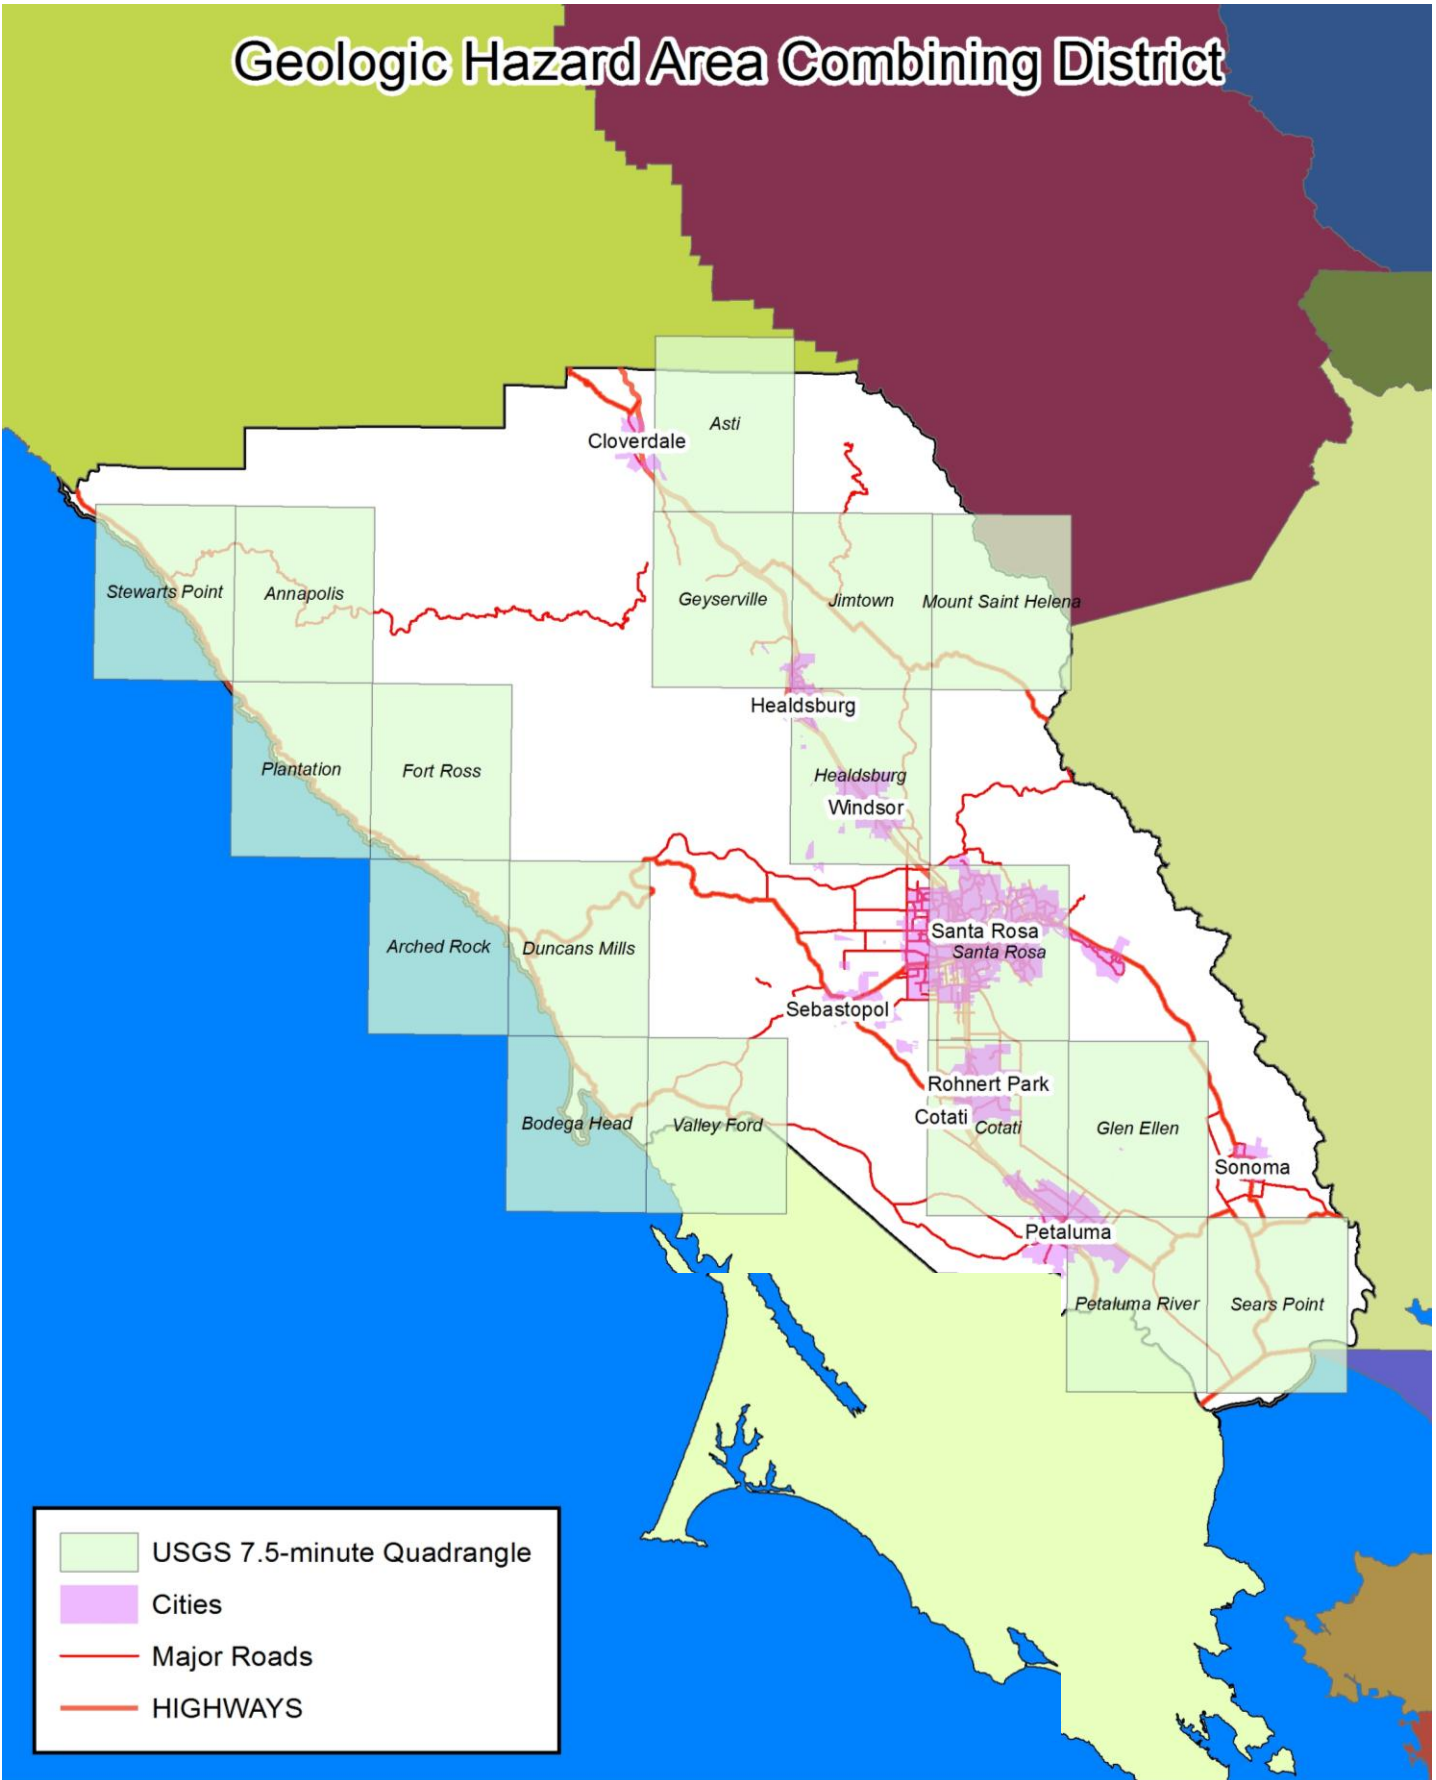 Geologic Hazard Area Combining District
Asti
Cloverdale
Stewarts Point
Annapolis
Geyserville
Jimtown
Mount Saint Helena
Healdsburg
Plantation
Fort Ross
Healdsburg
Windsor
Arched Rock
Duncans Mills
Santa Rosa
Santa Rosa
Sebastopol
Rohnert Park
Cotati
Bodega Head
Valley Ford
Cotati
Glen Ellen
Sonoma
Petaluma
Petaluma River
Sears Point
USGS 7.5-minute Quadrangle
Cities
Major Roads
HIGHWAYS